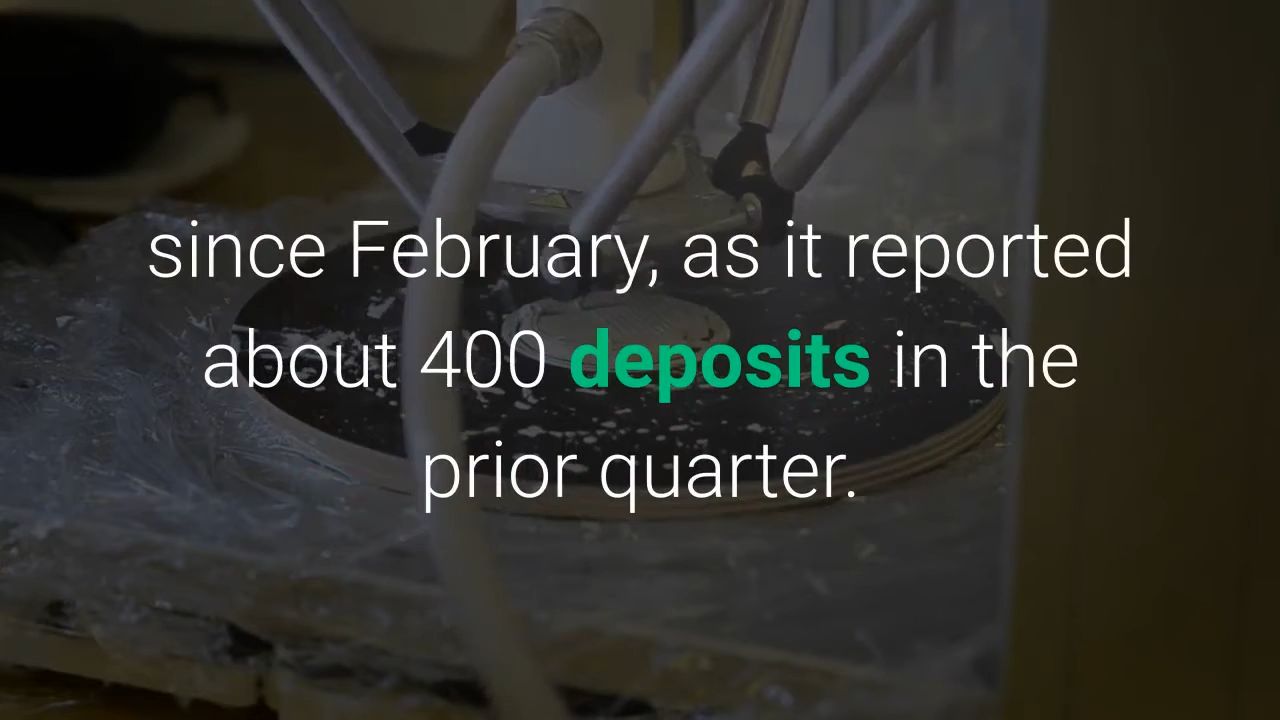 since February, as it reported
about 400 deposits in the
prior quarter.